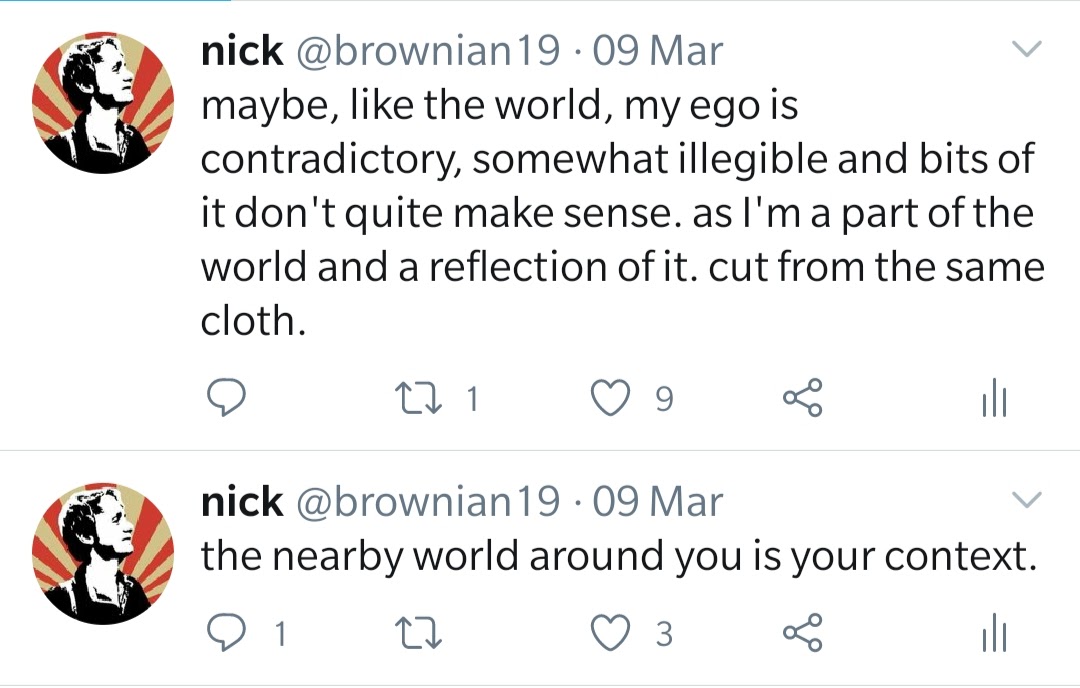 nick @brownian19 · 09 Mar
maybe, like the world, my ego is
contradictory, somewhat illegible and bits of
it don't quite make sense. as I'm a part of the
world and a reflection of it. cut from the same
cloth.
1 9
nick @brownian19 · 09 Mar
the nearby world around you is your context.
1 3